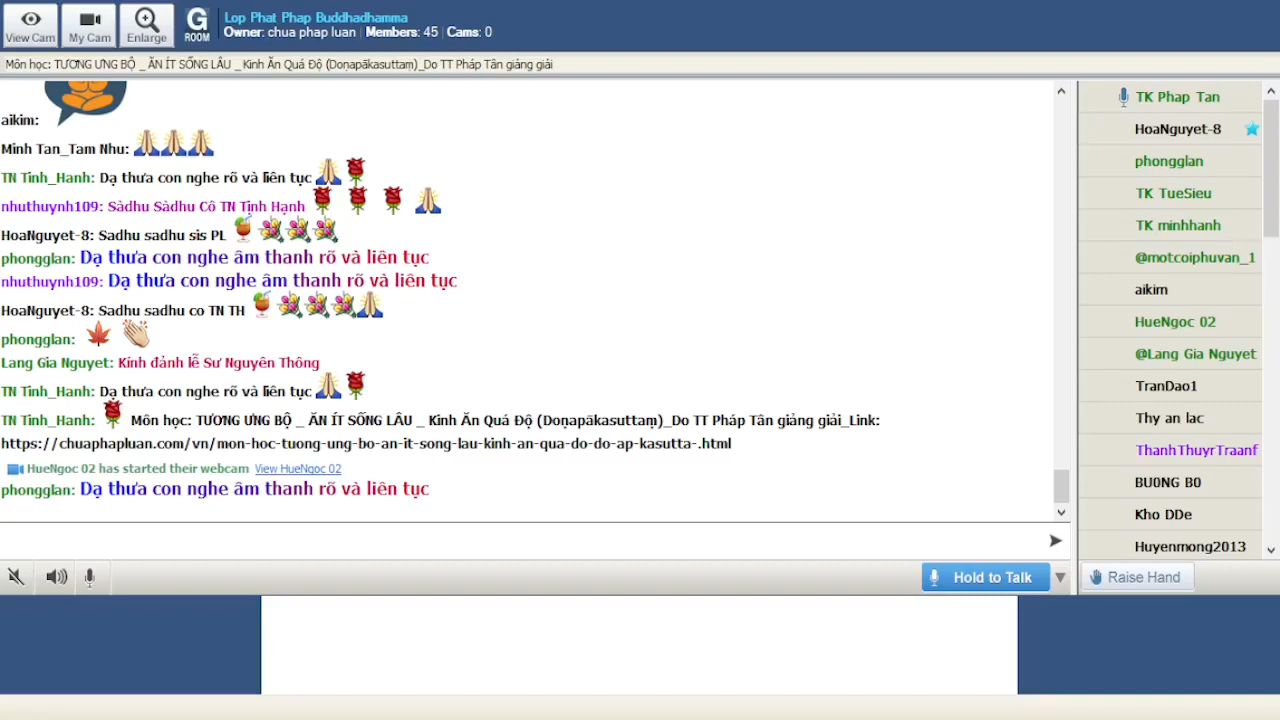 View Cam
My Cam
Enlarge
G
ROOM
Lop Phat Phap Buddhadhamma
Owner: chua phap luan | Members: 45 | Cams: 0
Môn học: TƯƠNG ƯNG BỘ _ ĂN ÍT SỐNG LÂU _ Kinh Ăn Quá Độ (Doṇapākasuttaṃ)_Do TT Pháp Tân giảng giải
aikim:
Minh Tan_Tam Nhu:
TN Tinh_Hanh: Dạ thưa con nghe rõ và liên tục
nhuthuynh109: Sàdhu Sàdhu Cô TN Tịnh Hạnh
HoaNguyet-8: Sadhu sadhu sis PL
phongglan: Dạ thưa con nghe âm thanh rõ và liên tục
nhuthuynh109: Dạ thưa con nghe âm thanh rõ và liên tục
HoaNguyet-8: Sadhu sadhu co TN TH
phongglan:
Lang Gia Nguyet: Kính đảnh lễ Sư Nguyên Thông
TN Tinh_Hanh: Dạ thưa con nghe rõ và liên tục
TN Tinh_Hanh: Môn học: TƯƠNG ƯNG BỘ _ ĂN ÍT SỐNG LÂU _ Kinh Ăn Quá Độ (Doṇapākasuttaṃ)_Do TT Pháp Tân giảng giải_Link:
https://chuaphapluan.com/vn/mon-hoc-tuong-ung-bo-an-it-song-lau-kinh-an-qua-do-do-ap-kasutta-.html
HueNgoc 02 has started their webcam View HueNgoc 02
phongglan: Dạ thưa con nghe âm thanh rõ và liên tục
Hold to Talk
TK Phap Tan
HoaNguyet-8
phongglan
TK TueSieu
TK minhhanh
@motcoiphuvan_1
aikim
HueNgoc 02
@Lang Gia Nguyet
TranDao1
Thy an lac
ThanhThuyrTraanf
BU0NG B0
Kho DDe
Huyenmong2013
Raise Hand